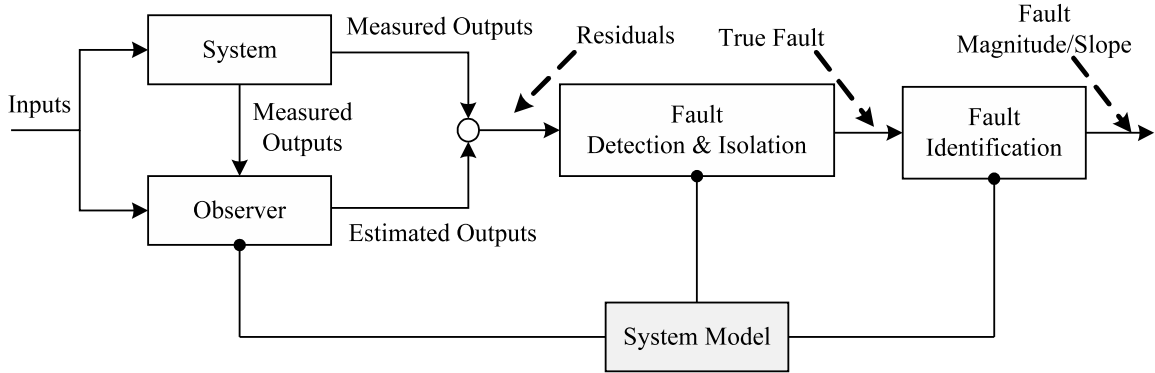 Fault
Magnitude/Slope
Measured Outputs
Residuals
True Fault
System
Inputs
Measured
Outputs
Fault
Detection & Isolation
Fault
Identification
Observer
Estimated Outputs
System Model